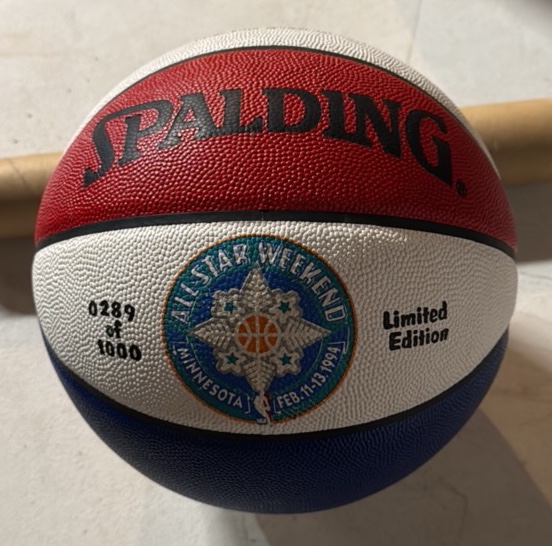 SPALDING®
ALL STAR WEEKEND
MINNESOTA
FEB. 11-13, 1994
0289
of
1000
Limited
Edition